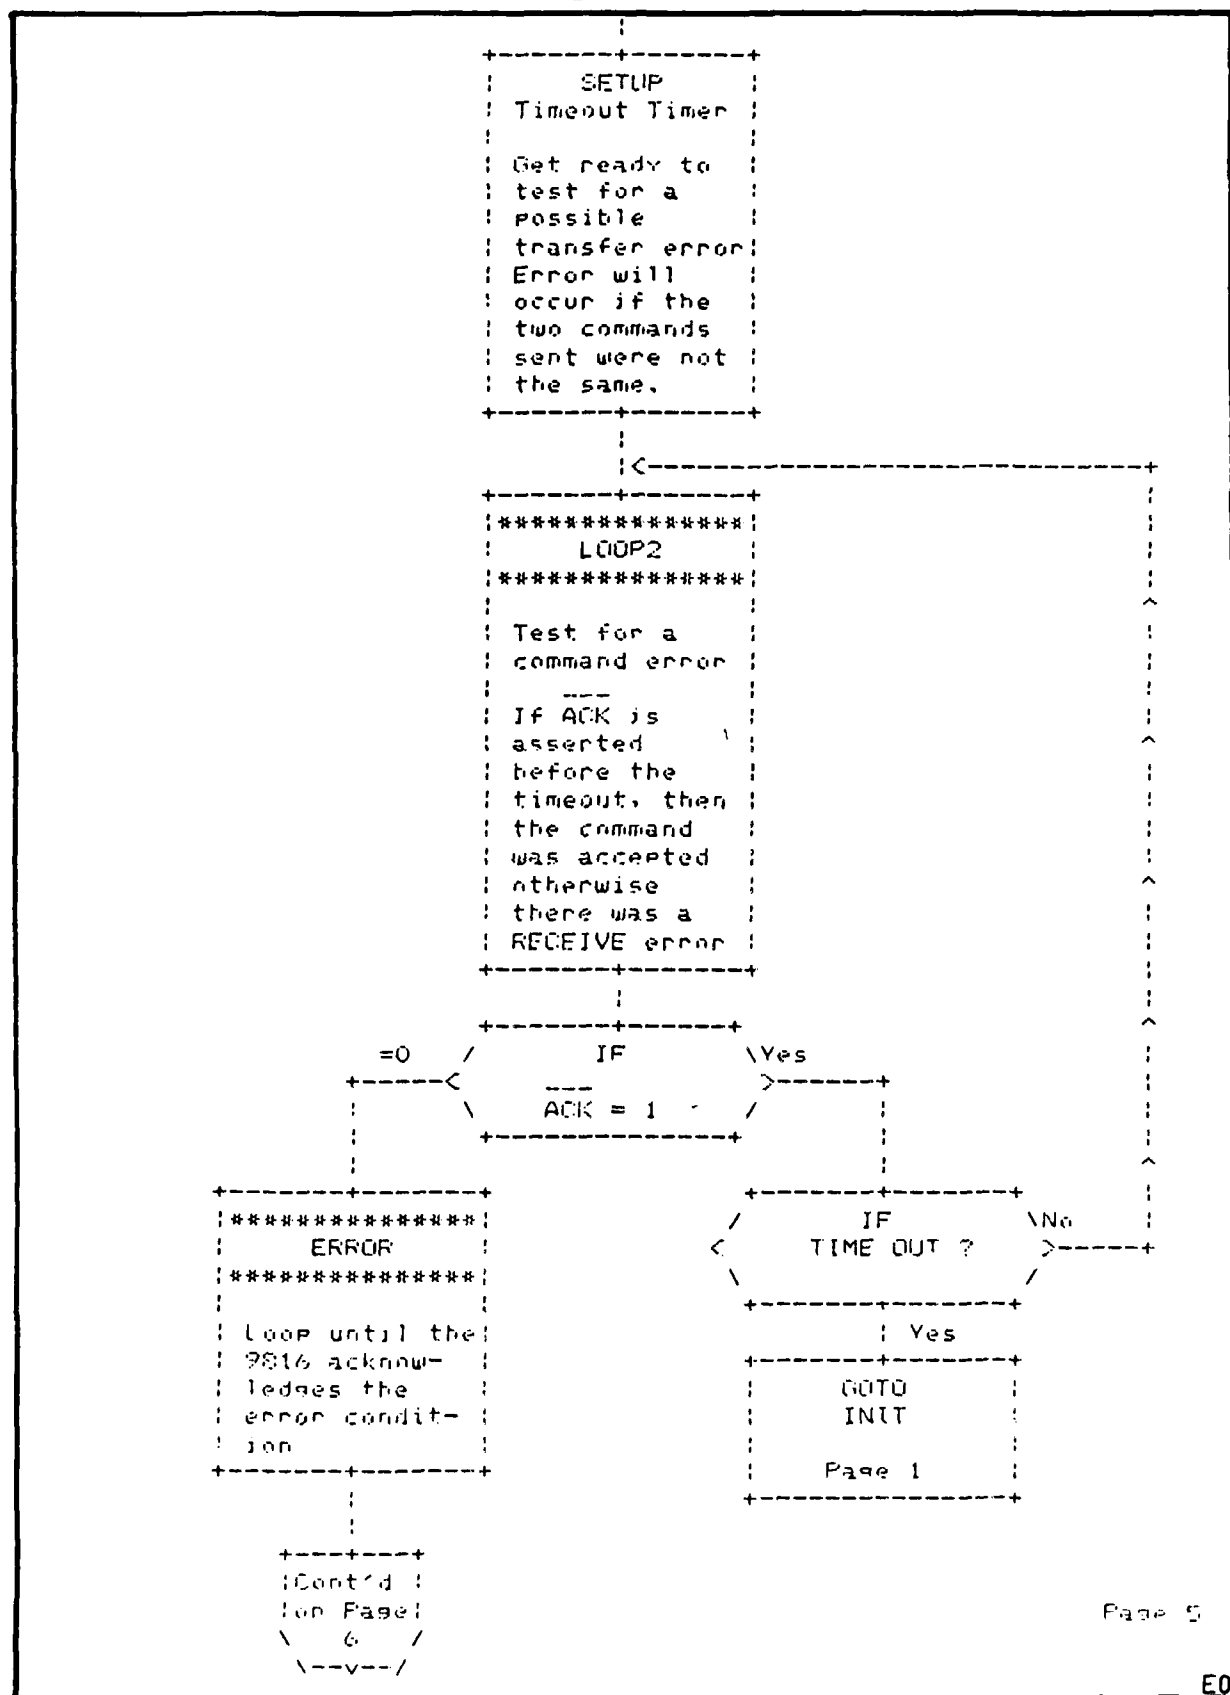 SETUP
Timeout Timer
Get ready to
test for a
possible
transfer error
Error will
occur if the
two commands
sent were not
the same.
***************
LOOP2
***************
Test for a
command error
If A̅C̅K̅ is
asserted
before the
timeout, then
the command
was accepted
otherwise
there was a
RECEIVE error
=0 IF Yes
A̅C̅K̅ = 1
***************
ERROR
***************
Loop until the
9816 acknow-
ledges the
error condit-
ion
IF No
TIME OUT ?
Yes
GOTO
INIT
Page 1
Cont'd
on Page
6
Page 5
EO